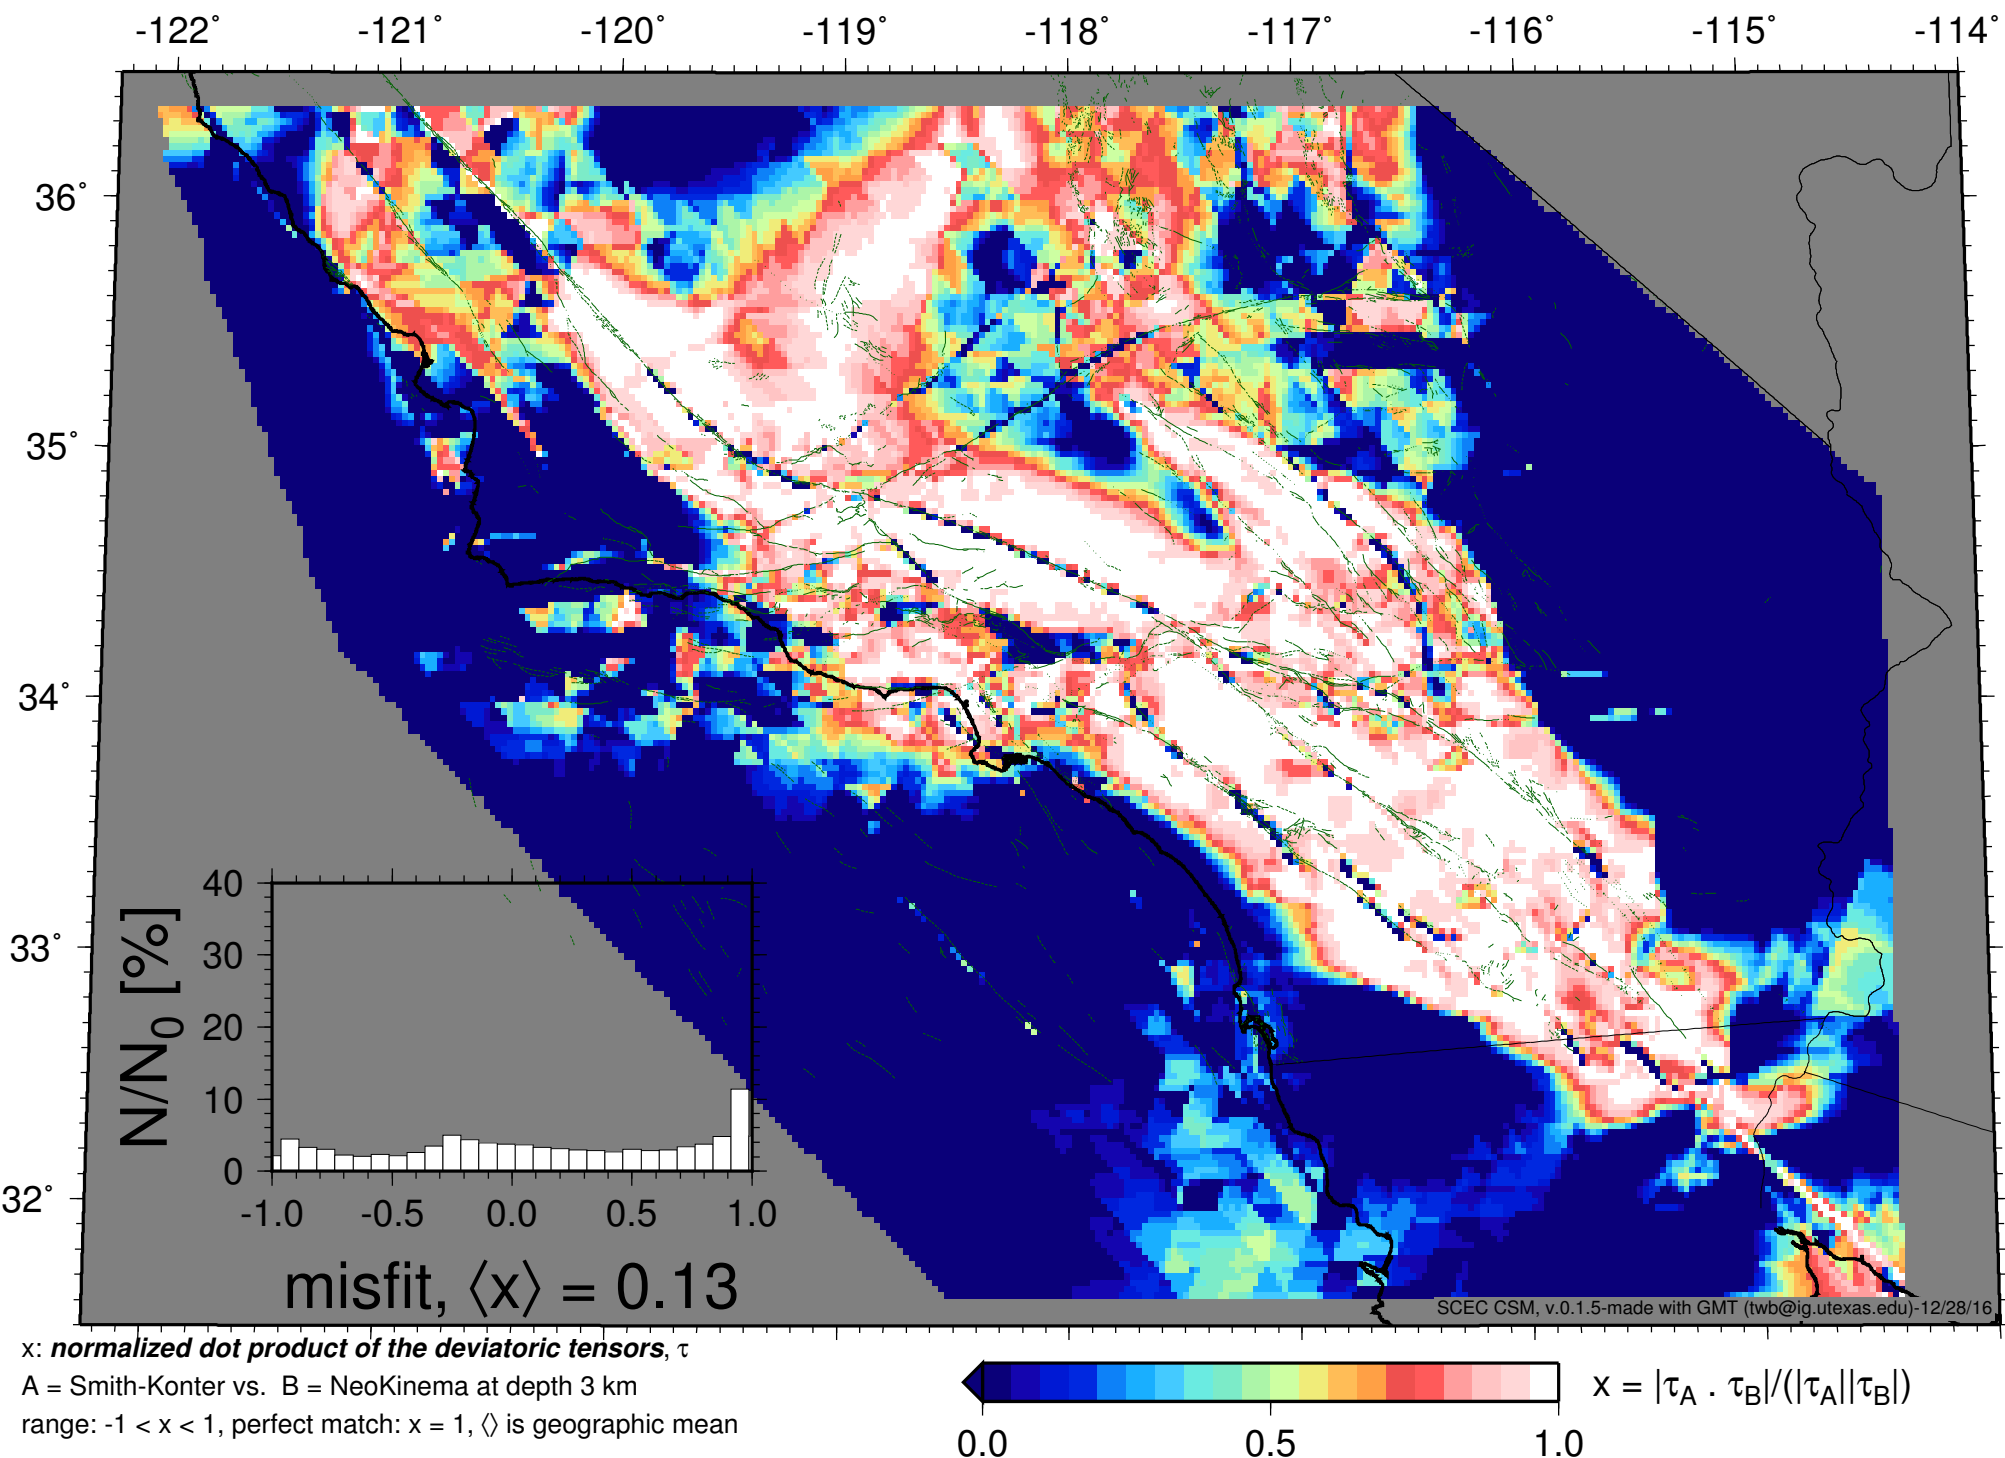 -122° -121° -120° -119° -118° -117° -116° -115° -114°
36°
35°
34°
33°
32°
40
30
20
10
0
N/N0 [%]
-1.0 -0.5 0.0 0.5 1.0
misfit, ⟨x⟩ = 0.13
SCEC CSM, v.0.1.5-made with GMT (twb@ig.utexas.edu)-12/28/16
x: normalized dot product of the deviatoric tensors, τ
A = Smith-Konter vs. B = NeoKinema at depth 3 km
range: -1 < x < 1, perfect match: x = 1, ⟨⟩ is geographic mean
x = |τA . τB|/(|τA||τB|)
0.0 0.5 1.0